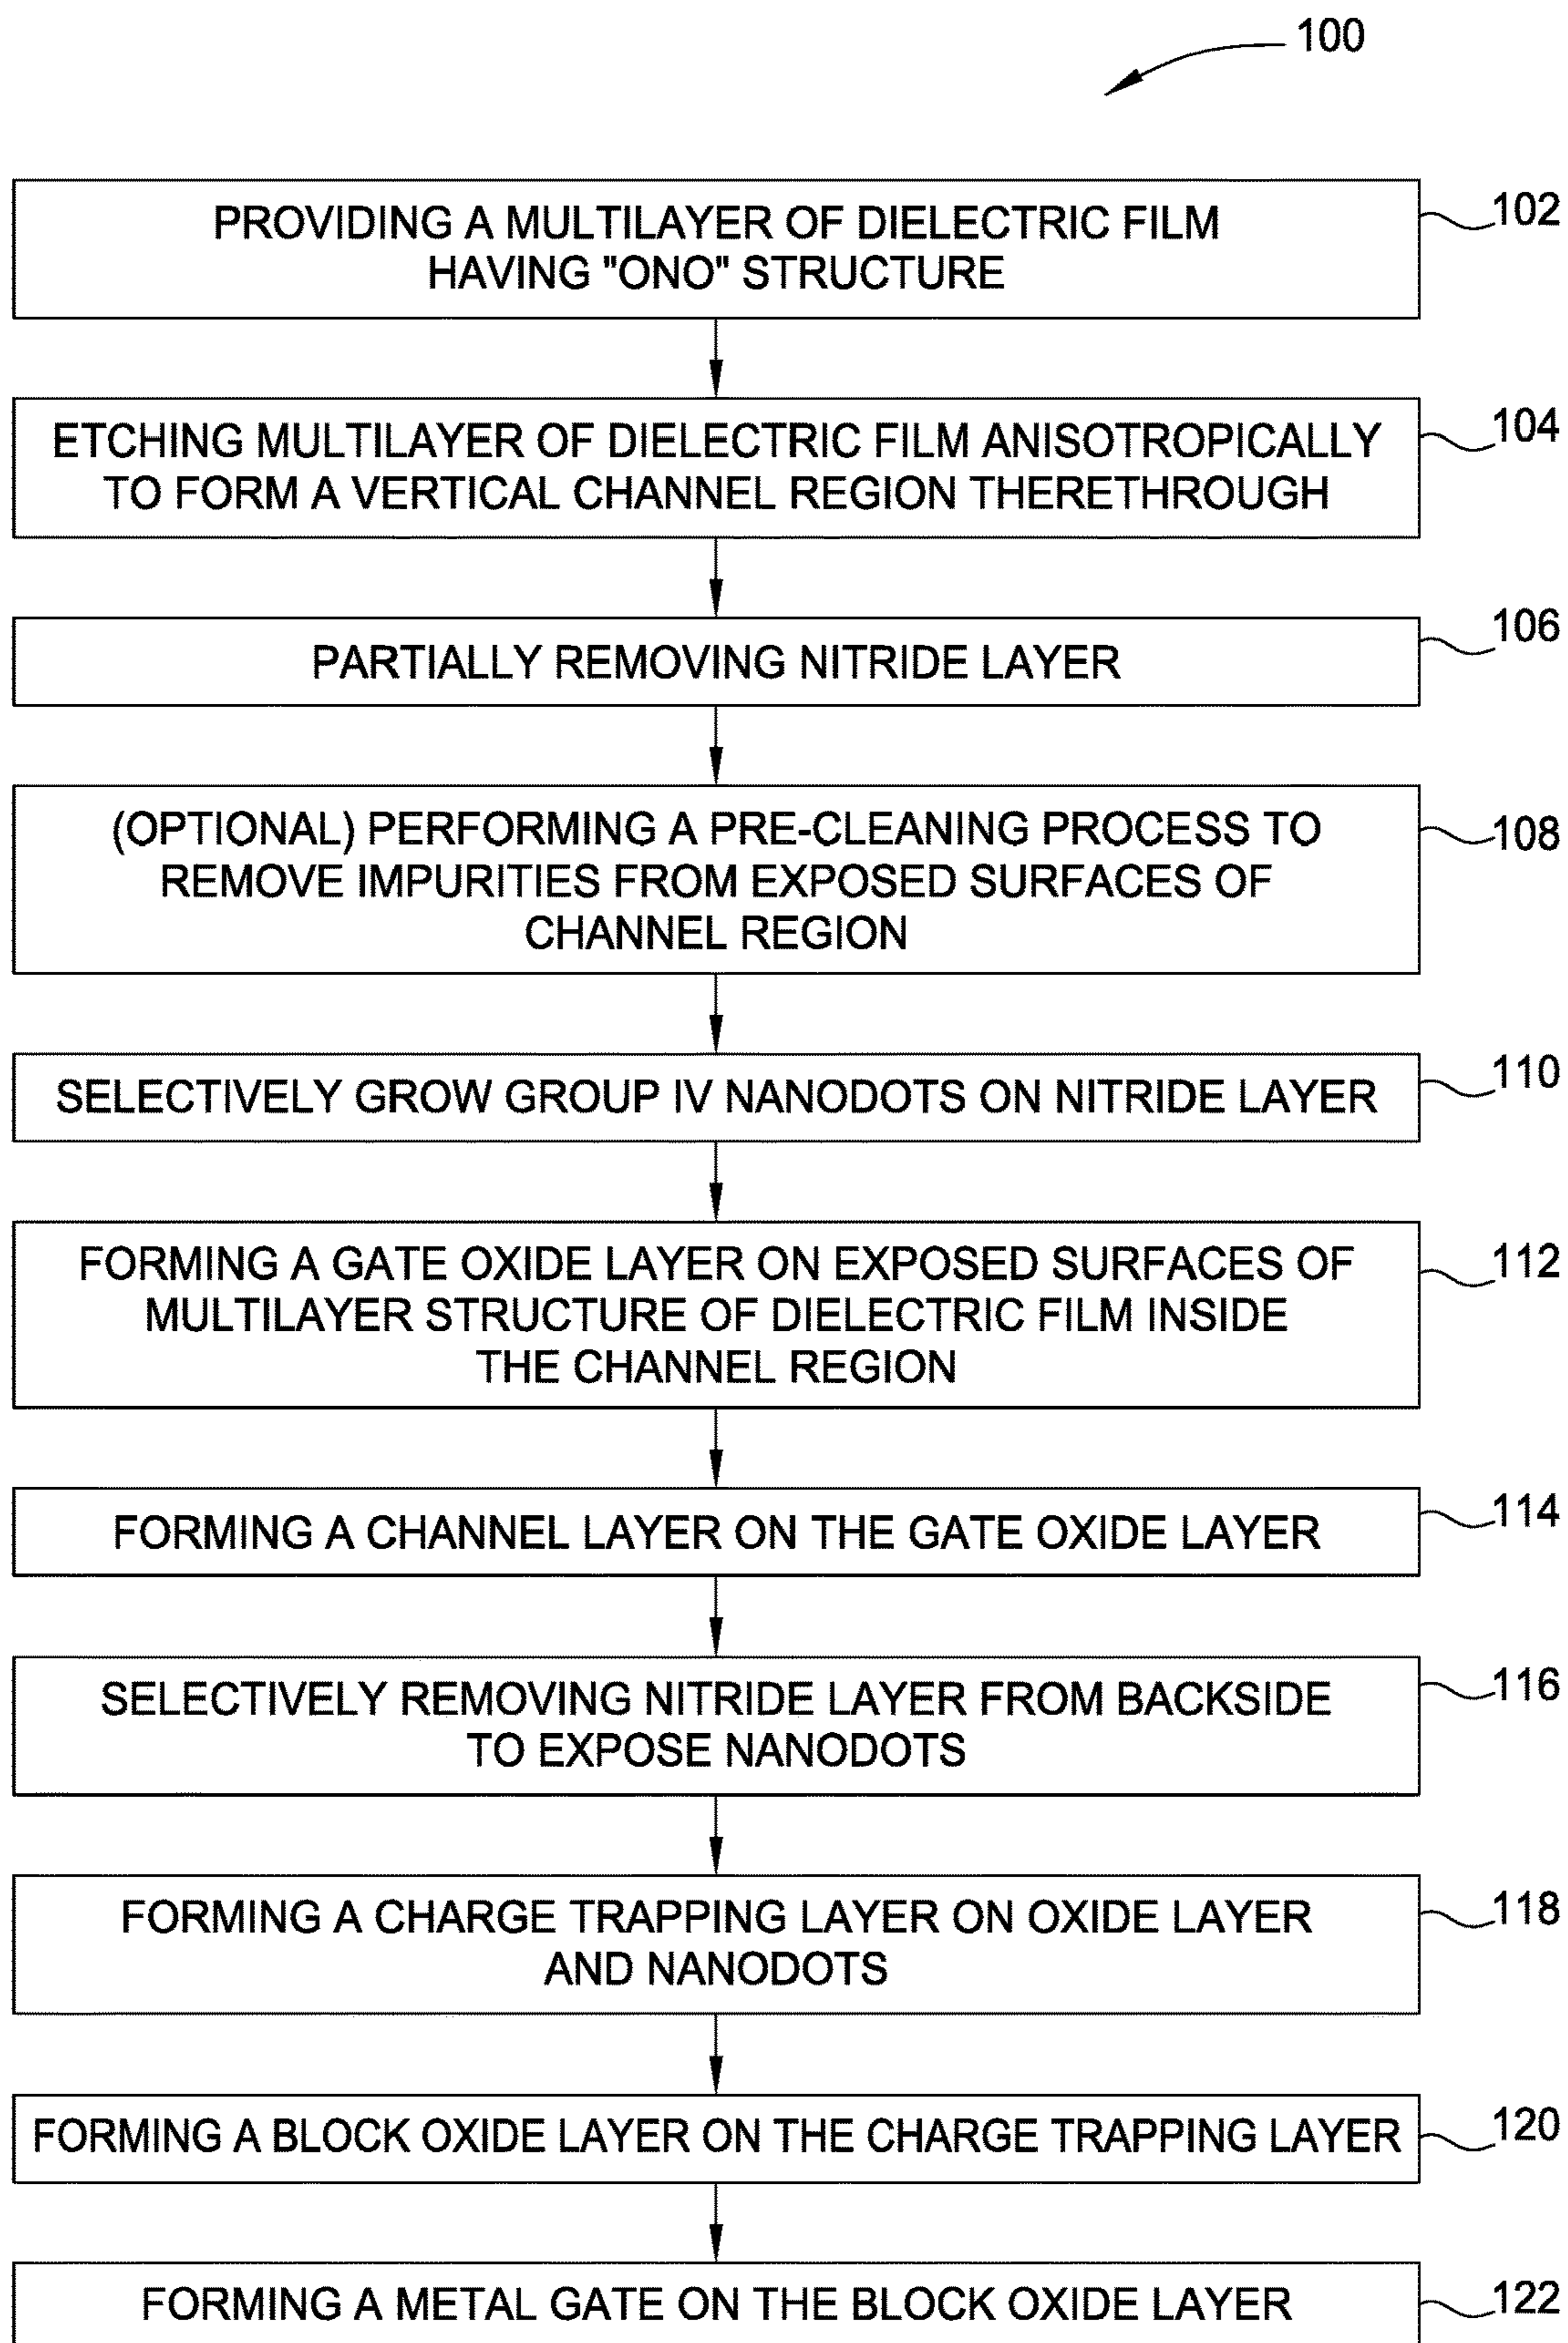 100
PROVIDING A MULTILAYER OF DIELECTRIC FILM
HAVING "ONO" STRUCTURE
102
ETCHING MULTILAYER OF DIELECTRIC FILM ANISOTROPICALLY
TO FORM A VERTICAL CHANNEL REGION THERETHROUGH
104
PARTIALLY REMOVING NITRIDE LAYER
106
(OPTIONAL) PERFORMING A PRE-CLEANING PROCESS TO
REMOVE IMPURITIES FROM EXPOSED SURFACES OF
CHANNEL REGION
108
SELECTIVELY GROW GROUP IV NANODOTS ON NITRIDE LAYER
110
FORMING A GATE OXIDE LAYER ON EXPOSED SURFACES OF
MULTILAYER STRUCTURE OF DIELECTRIC FILM INSIDE
THE CHANNEL REGION
112
FORMING A CHANNEL LAYER ON THE GATE OXIDE LAYER
114
SELECTIVELY REMOVING NITRIDE LAYER FROM BACKSIDE
TO EXPOSE NANODOTS
116
FORMING A CHARGE TRAPPING LAYER ON OXIDE LAYER
AND NANODOTS
118
FORMING A BLOCK OXIDE LAYER ON THE CHARGE TRAPPING LAYER
120
FORMING A METAL GATE ON THE BLOCK OXIDE LAYER
122